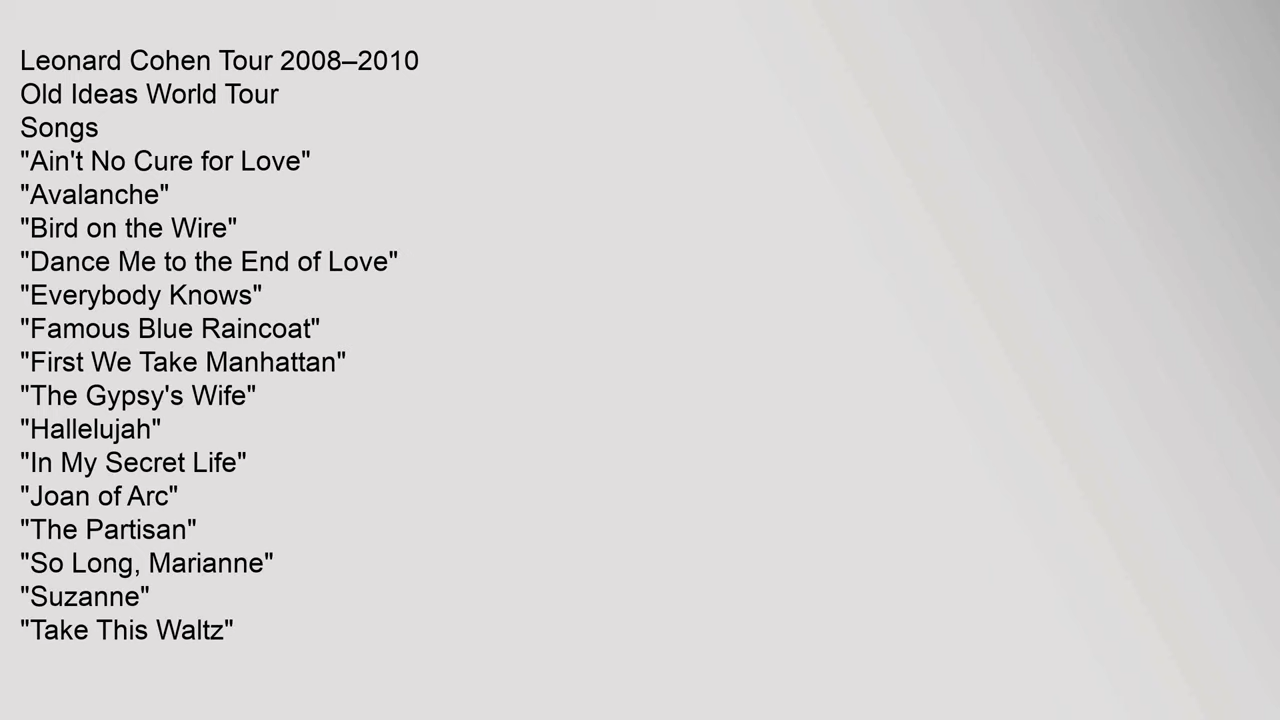 Leonard Cohen Tour 2008–2010
Old Ideas World Tour
Songs
"Ain't No Cure for Love"
"Avalanche"
"Bird on the Wire"
"Dance Me to the End of Love"
"Everybody Knows"
"Famous Blue Raincoat"
"First We Take Manhattan"
"The Gypsy's Wife"
"Hallelujah"
"In My Secret Life"
"Joan of Arc"
"The Partisan"
"So Long, Marianne"
"Suzanne"
"Take This Waltz"